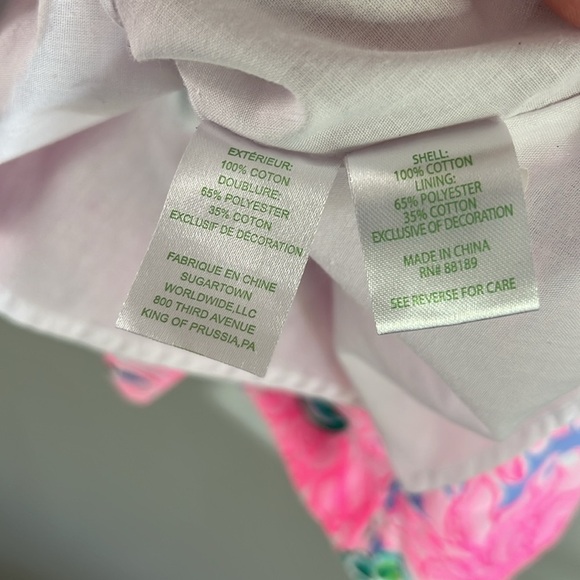 EXTÉRIEUR:
100% COTON
DOUBLURE:
65% POLYESTER
35% COTON
EXCLUSIF DE DÉCORATION
FABRIQUE EN CHINE
SUGARTOWN
WORLDWIDE,LLC
800 THIRD AVENUE
KING OF PRUSSIA,PA
SHELL:
100% COTTON
LINING:
65% POLYESTER
35% COTTON
EXCLUSIVE OF DECORATION
MADE IN CHINA
RN# 88189
SEE REVERSE FOR CARE